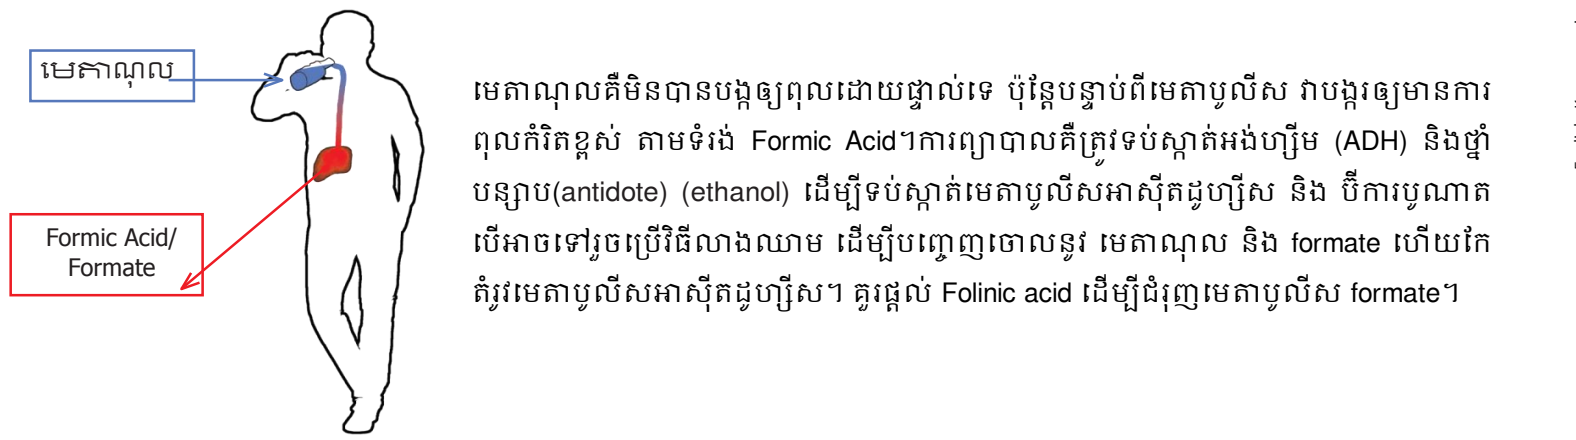 មេតាណុល
Formic Acid/
Formate
មេតាណុលគឺមិនបានបង្កឲ្យពុលដោយផ្ទាល់ទេ ប៉ុន្តែបន្ទាប់ពីមេតាបូលីស វាបង្ករឲ្យមានការ
ពុលកំរិតខ្ពស់ តាមទំរង់ Formic Acid។ការព្យាបាលគឺត្រូវទប់ស្កាត់អង់ហ្ស៊ីម (ADH) និងថ្នាំ
បន្សាប(antidote) (ethanol) ដើម្បីទប់ស្កាត់មេតាបូលីសអាស៊ីតដូហ្ស៊ីស និង ប៊ីការបូណាត
បើអាចទៅរួចប្រើវិធីលាងឈាម ដើម្បីបញ្ចេញចោលនូវ មេតាណុល និង formate ហើយកែ
តំរូវមេតាបូលីសអាស៊ីតដូហ្ស៊ីស។ គួរផ្តល់ Folinic acid ដើម្បីជំរុញមេតាបូលីស formate។